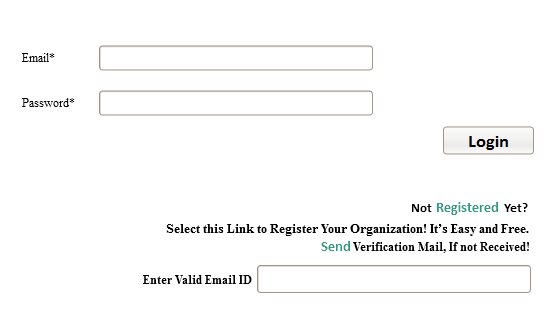 Email*
Password*
Login
Not Registered Yet?
Select this Link to Register Your Organization! It’s Easy and Free.
Send Verification Mail, If not Received!
Enter Valid Email ID